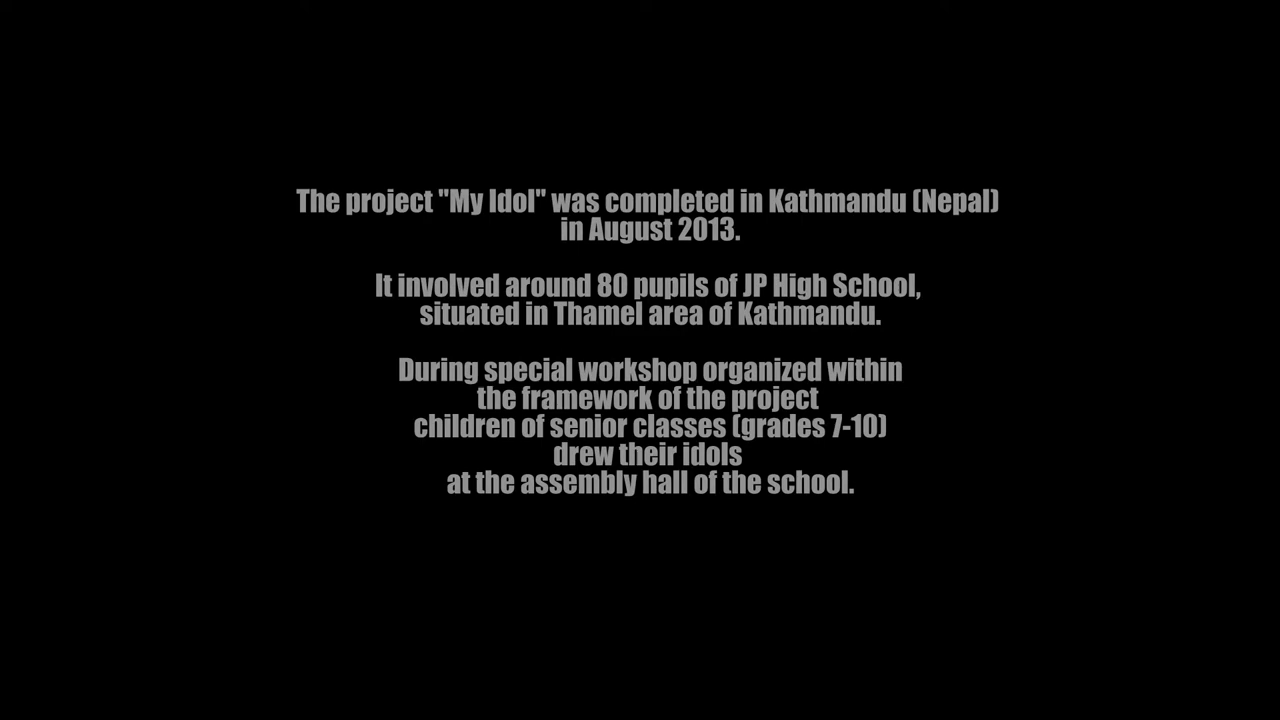 The project "My Idol" was completed in Kathmandu (Nepal)
in August 2013.
It involved around 80 pupils of JP High School,
situated in Thamel area of Kathmandu.
During special workshop organized within
the framework of the project
children of senior classes (grades 7-10)
drew their idols
at the assembly hall of the school.